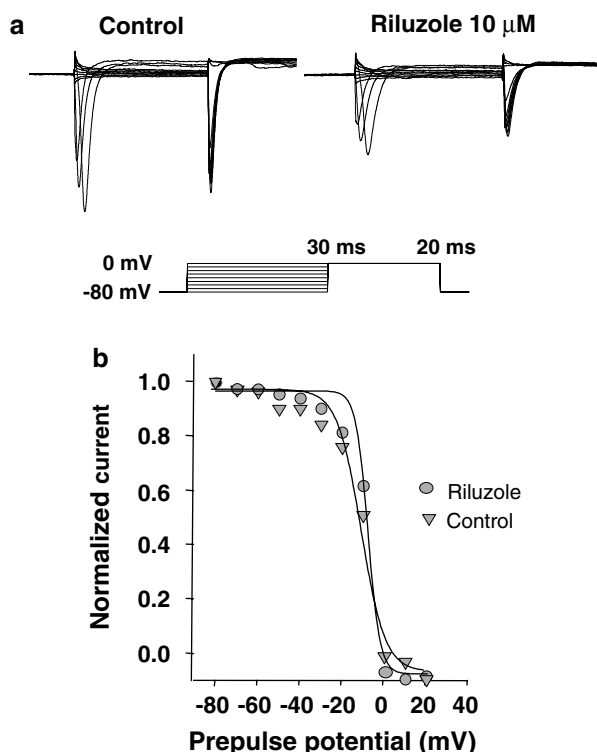 a
Control
Riluzole 10 μM
30 ms
20 ms
0 mV
-80 mV
b
Normalized current
1.0
0.8
0.6
0.4
0.2
0.0
Riluzole
Control
-80 -60 -40 -20 0 20 40
Prepulse potential (mV)